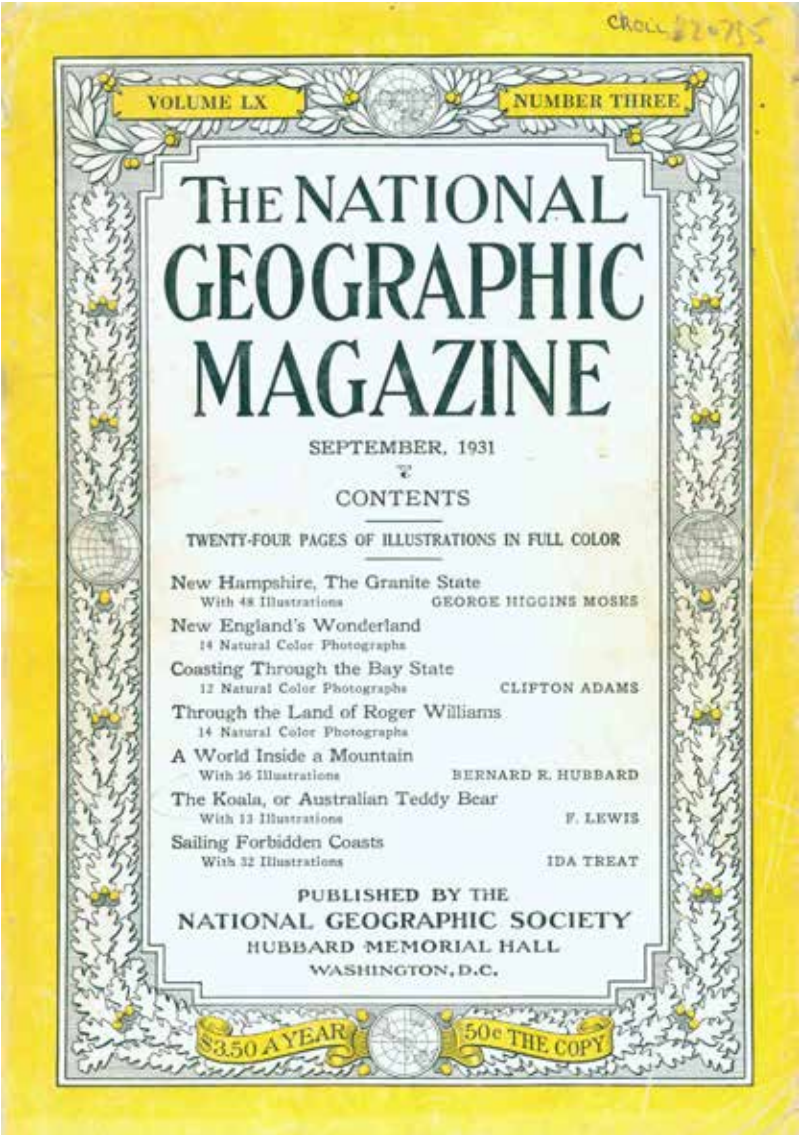 VOLUME LX
NUMBER THREE
THE NATIONAL
GEOGRAPHIC
MAGAZINE
SEPTEMBER, 1931
CONTENTS
TWENTY-FOUR PAGES OF ILLUSTRATIONS IN FULL COLOR
New Hampshire, The Granite State
With 48 Illustrations GEORGE HIGGINS MOSES
New England's Wonderland
14 Natural Color Photographs
Coasting Through the Bay State
12 Natural Color Photographs CLIFTON ADAMS
Through the Land of Roger Williams
14 Natural Color Photographs
A World Inside a Mountain
With 36 Illustrations BERNARD R. HUBBARD
The Koala, or Australian Teddy Bear
With 13 Illustrations F. LEWIS
Sailing Forbidden Coasts
With 32 Illustrations IDA TREAT
PUBLISHED BY THE
NATIONAL GEOGRAPHIC SOCIETY
HUBBARD MEMORIAL HALL
WASHINGTON, D.C.
$3.50 A YEAR
50c THE COPY